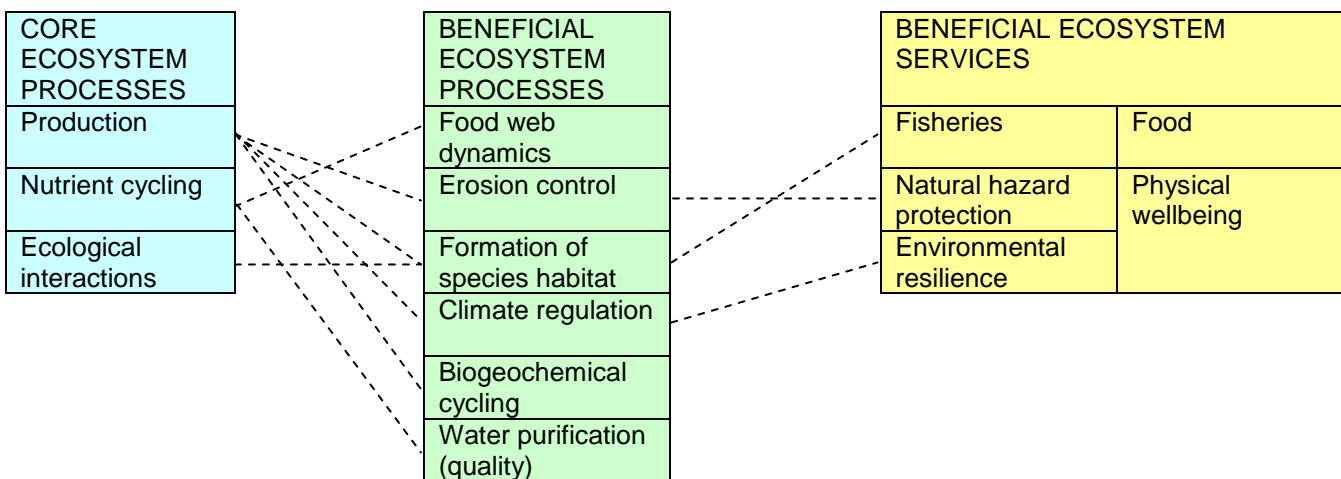 CORE
ECOSYSTEM
PROCESSES
Production
Nutrient cycling
Ecological
interactions
BENEFICIAL
ECOSYSTEM
PROCESSES
Food web
dynamics
Erosion control
Formation of
species habitat
Climate regulation
Biogeochemical
cycling
Water purification
(quality)
BENEFICIAL ECOSYSTEM
SERVICES
Fisheries
Food
Natural hazard
protection
Physical
wellbeing
Environmental
resilience